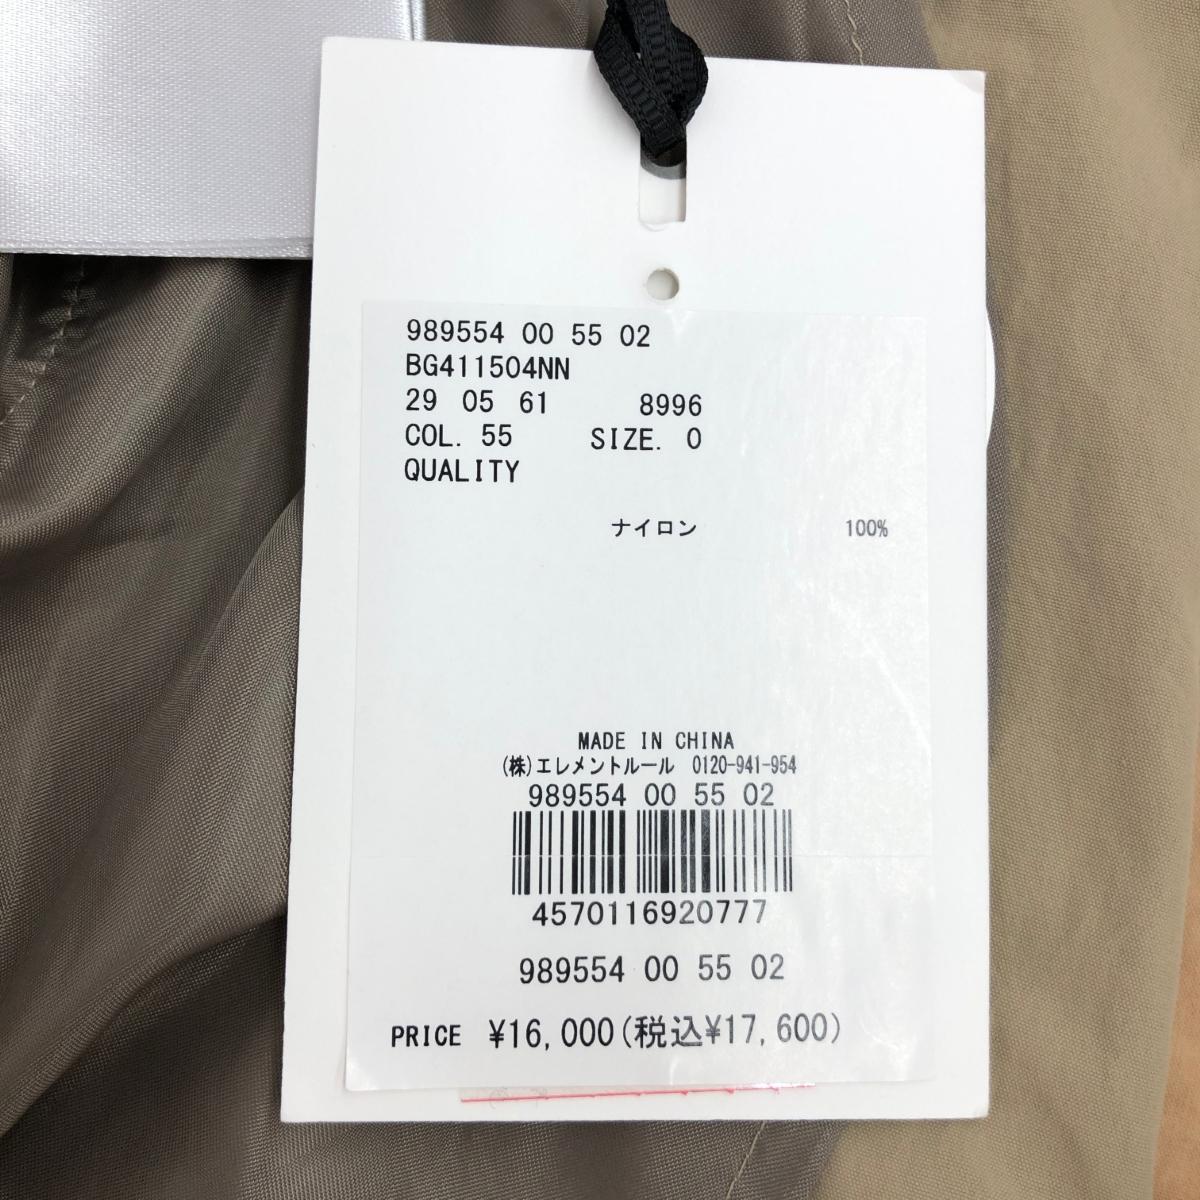 989554 00 55 02
BG411504NN
29 05 61 8996
COL. 55 SIZE. 0
QUALITY
ナイロン 100%
MADE IN CHINA
(株)エレメントルール 0120-941-954
989554 00 55 02
4570116920777
989554 00 55 02
PRICE ¥16,000(税込¥17,600)